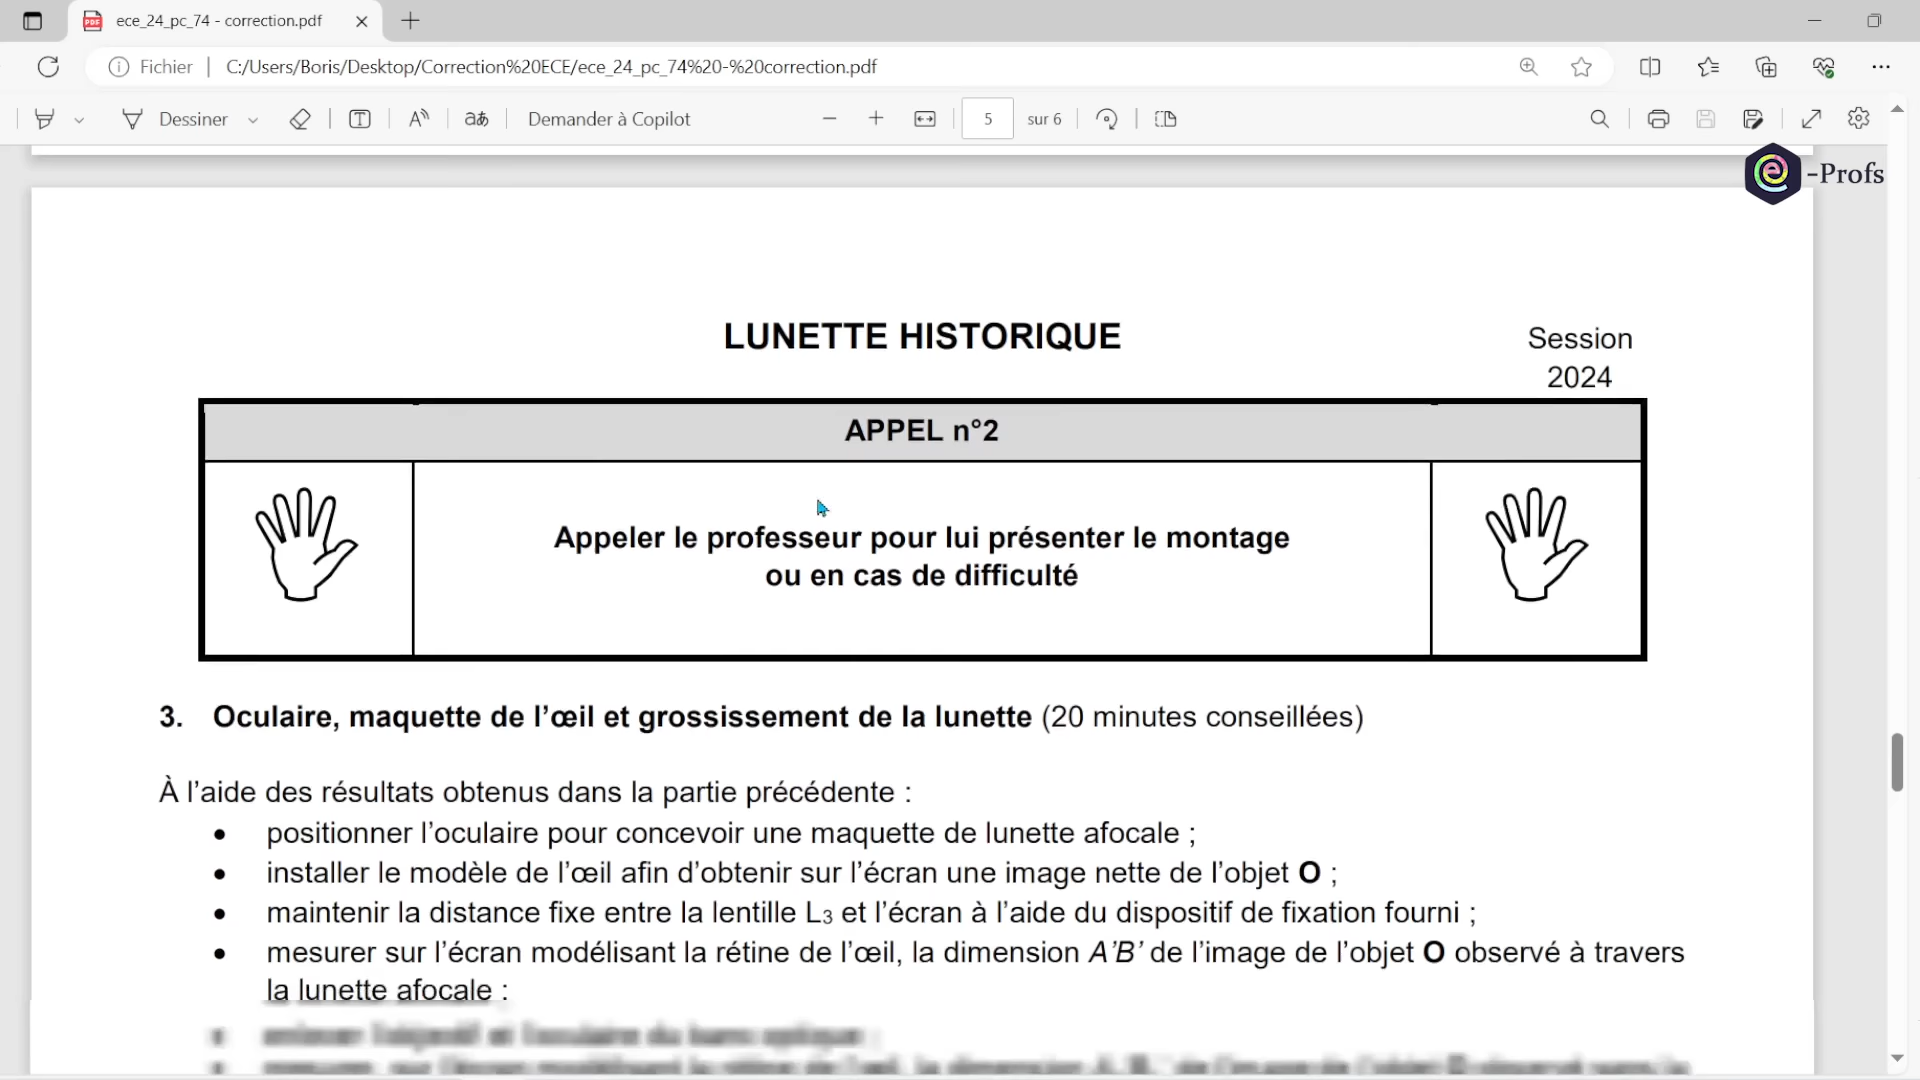 ece_24_pc_74 - correction.pdf
Fichier | C:/Users/Boris/Desktop/Correction%20ECE/ece_24_pc_74%20-%20correction.pdf
Dessiner Demander à Copilot 5 sur 6
e -Profs
LUNETTE HISTORIQUE
Session
2024
APPEL n°2
Appeler le professeur pour lui présenter le montage
ou en cas de difficulté
3. Oculaire, maquette de l'œil et grossissement de la lunette (20 minutes conseillées)
À l'aide des résultats obtenus dans la partie précédente :
• positionner l'oculaire pour concevoir une maquette de lunette afocale ;
• installer le modèle de l'œil afin d'obtenir sur l'écran une image nette de l'objet O ;
• maintenir la distance fixe entre la lentille L3 et l'écran à l'aide du dispositif de fixation fourni ;
• mesurer sur l'écran modélisant la rétine de l'œil, la dimension A'B' de l'image de l'objet O observé à travers
la lunette afocale :